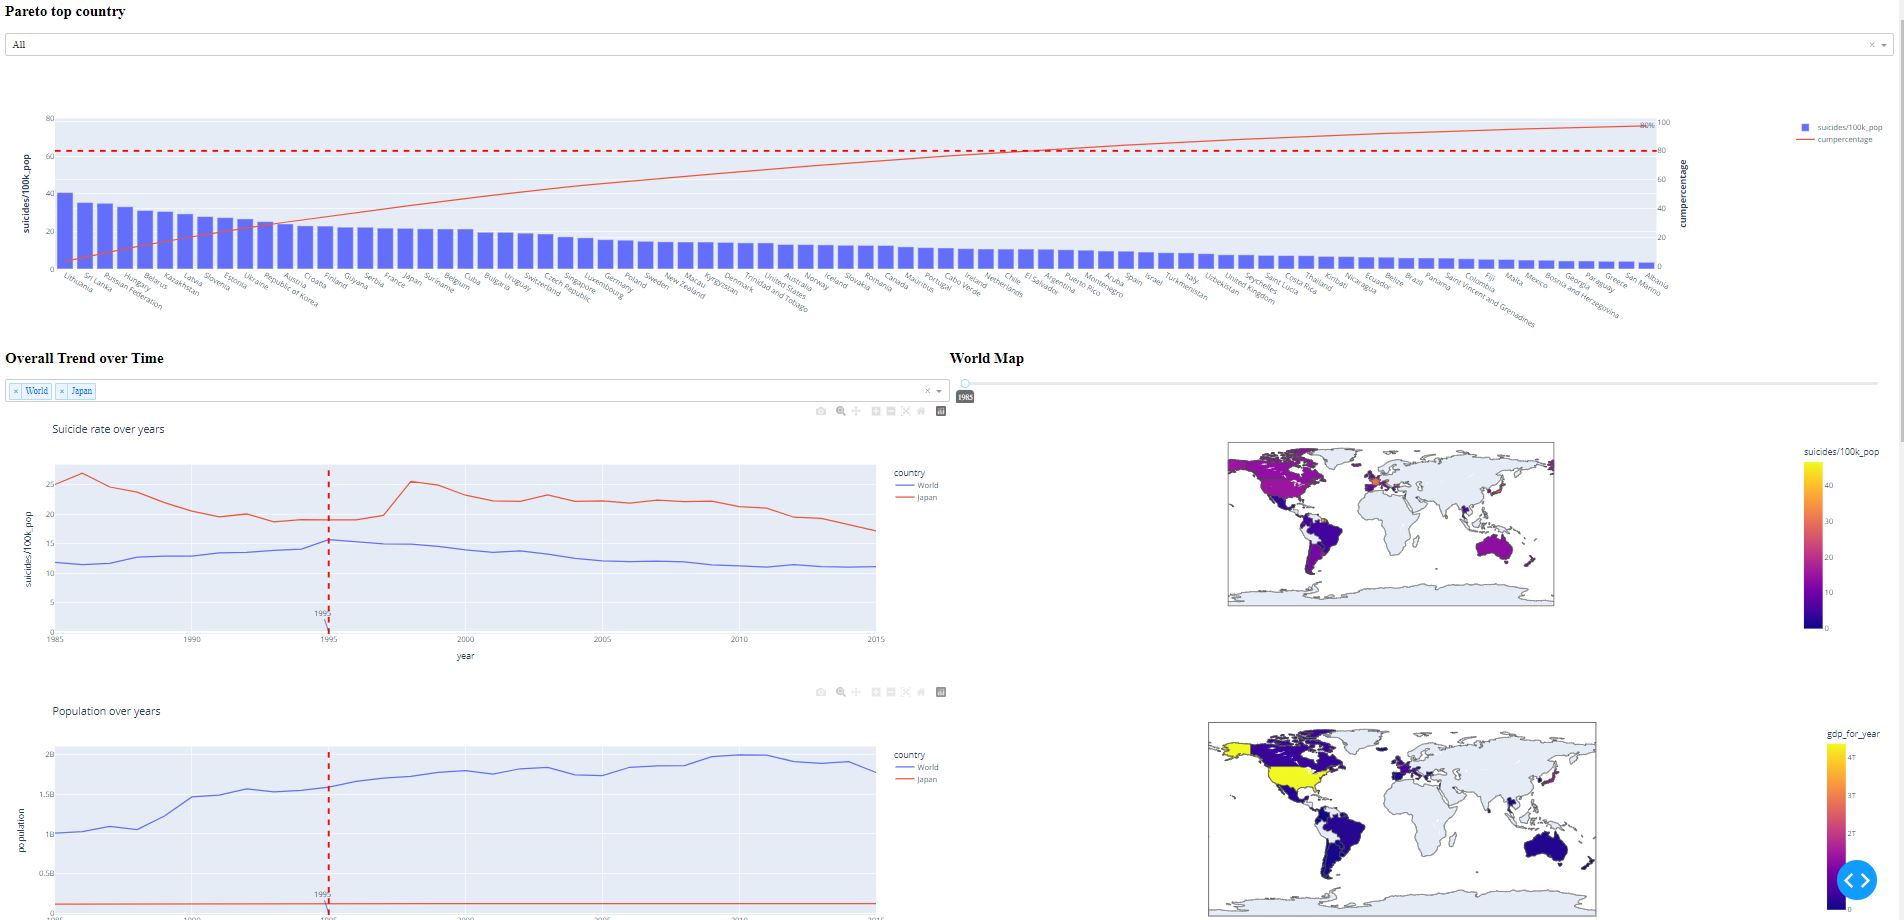 Pareto top country
All
80
60
40
20
0
suicides/100k_pop
80%
100
80
60
40
20
0
cumpercentage
suicides/100k_pop
cumpercentage
Lithuania
Sri Lanka
Russian Federation
Hungary
Belarus
Kazakhstan
Latvia
Slovenia
Estonia
Ukraine
Republic of Korea
Austria
Croatia
Finland
Guyana
Serbia
France
Japan
Suriname
Belgium
Cuba
Bulgaria
Uruguay
Switzerland
Czech Republic
Singapore
Luxembourg
Germany
Poland
Sweden
New Zealand
Macau
Kyrgyzstan
Denmark
Trinidad and Tobago
United States
Australia
Norway
Iceland
Slovakia
Romania
Canada
Mauritius
Portugal
Cabo Verde
Ireland
Netherlands
Chile
El Salvador
Argentina
Puerto Rico
Montenegro
Aruba
Spain
Israel
Turkmenistan
Italy
Uzbekistan
United Kingdom
Seychelles
Saint Lucia
Costa Rica
Thailand
Kiribati
Nicaragua
Ecuador
Belize
Brazil
Panama
Saint Vincent and Grenadines
Colombia
Fiji
Malta
Mexico
Bosnia and Herzegovina
Georgia
Paraguay
Greece
San Marino
Albania
Overall Trend over Time
× World × Japan
Suicide rate over years
25
20
15
10
5
0
suicides/100k_pop
1995
1985 1990 1995 2000 2005 2010 2015
year
country
World
Japan
Population over years
2B
1.5B
1B
0.5B
0
population
1995
1985 1990 1995 2000 2005 2010 2015
country
World
Japan
World Map
1985
suicides/100k_pop
40
30
20
10
0
gdp_for_year
4T
3T
2T
0